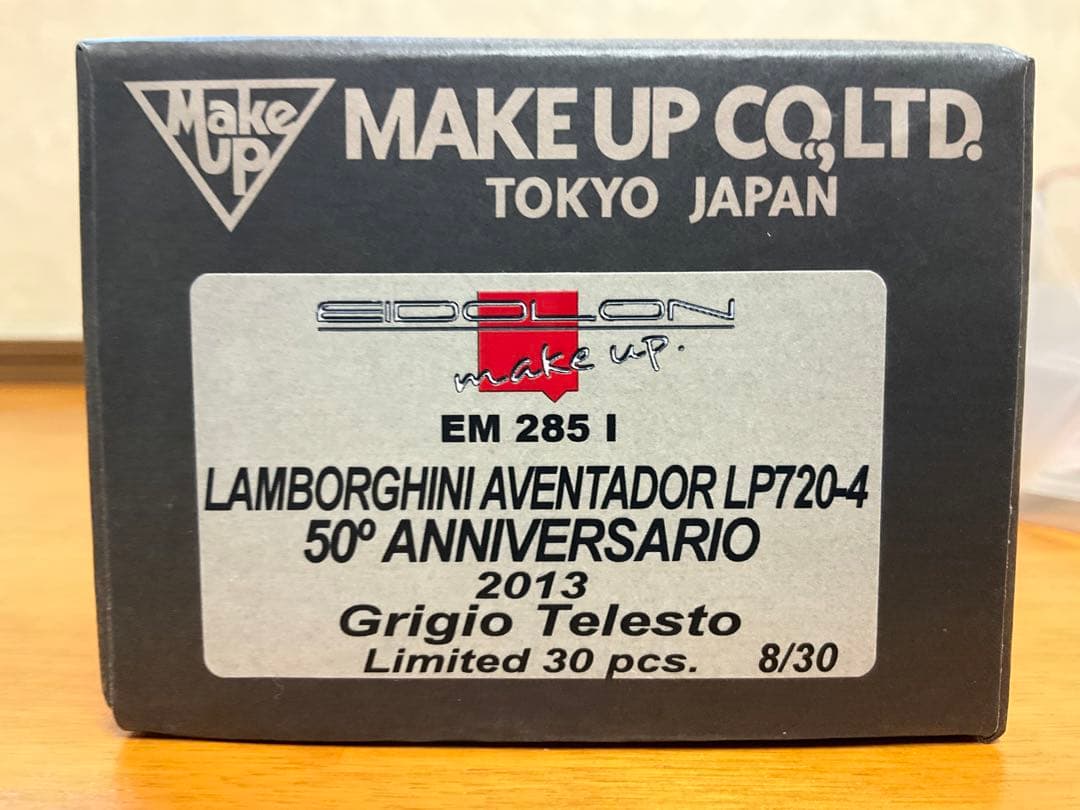 Make up
MAKE UP CO., LTD.
TOKYO JAPAN
EIDOLON
make up.
EM 285 I
LAMBORGHINI AVENTADOR LP720-4
50º ANNIVERSARIO
2013
Grigio Telesto
Limited 30 pcs. 8/30